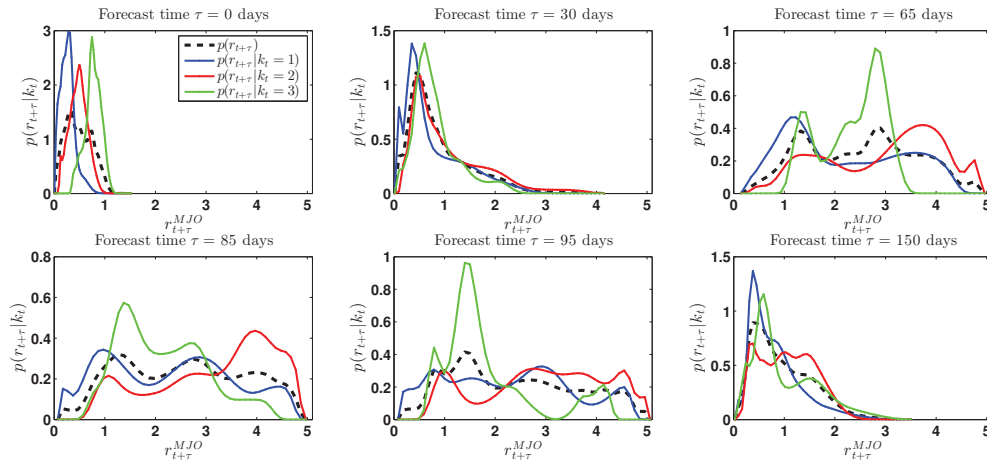 Forecast time τ = 0 days
p(r_{t+τ}|k_t)
3
2
1
0
0 1 2 3 4 5
r_{t+τ}^{MJO}
p(r_{t+τ})
p(r_{t+τ}|k_t = 1)
p(r_{t+τ}|k_t = 2)
p(r_{t+τ}|k_t = 3)
Forecast time τ = 30 days
p(r_{t+τ}|k_t)
1.5
1
0.5
0
0 1 2 3 4 5
r_{t+τ}^{MJO}
Forecast time τ = 65 days
p(r_{t+τ}|k_t)
1
0.8
0.6
0.4
0.2
0
0 1 2 3 4 5
r_{t+τ}^{MJO}
Forecast time τ = 85 days
p(r_{t+τ}|k_t)
0.8
0.6
0.4
0.2
0
0 1 2 3 4 5
r_{t+τ}^{MJO}
Forecast time τ = 95 days
p(r_{t+τ}|k_t)
1
0.8
0.6
0.4
0.2
0
0 1 2 3 4 5
r_{t+τ}^{MJO}
Forecast time τ = 150 days
p(r_{t+τ}|k_t)
1.5
1
0.5
0
0 1 2 3 4 5
r_{t+τ}^{MJO}